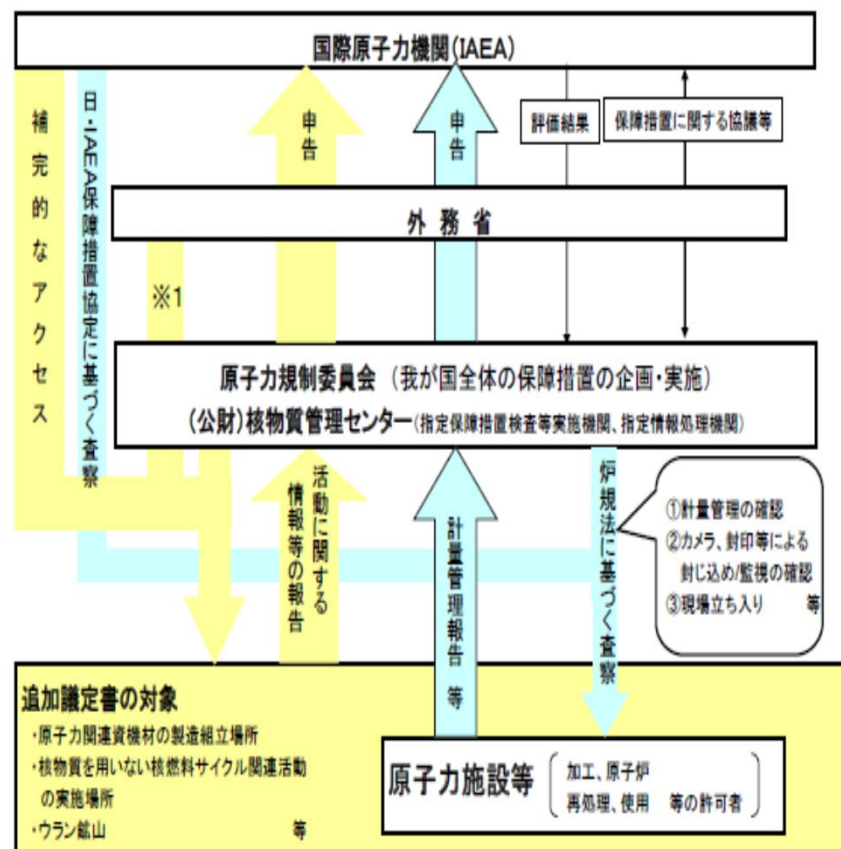 国際原子力機関(IAEA)
補完的なアクセス
日・IAEA保障措置協定に基づく査察
申告
申告
評価結果
保障措置に関する協議等
外務省
※1
原子力規制委員会 (我が国全体の保障措置の企画・実施)
(公財)核物質管理センター(指定保障措置検査等実施機関、指定情報処理機関)
活動に関する
情報等の報告
計量管理報告 等
炉規法に基づく査察
①計量管理の確認
②カメラ、封印等による
封じ込め/監視の確認
③現場立ち入り 等
追加議定書の対象
・原子力関連資機材の製造組立場所
・核物質を用いない核燃料サイクル関連活動
の実施場所
・ウラン鉱山 等
原子力施設等
加工、原子炉
再処理、使用 等の許可者